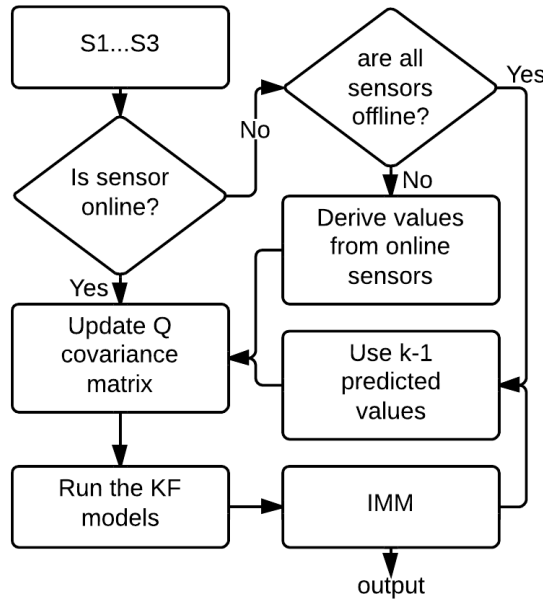 S1...S3
Is sensor
online?
No
Yes
are all
sensors
offline?
Yes
No
Derive values
from online
sensors
Update Q
covariance
matrix
Use k-1
predicted
values
Run the KF
models
IMM
output